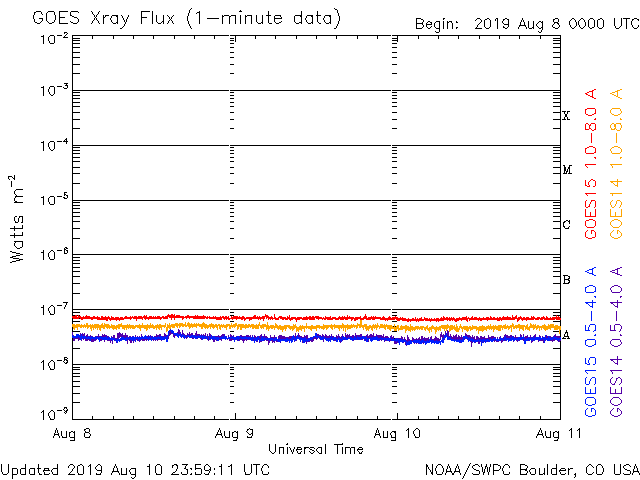 GOES Xray Flux (1-minute data)
Begin: 2019 Aug 8 0000 UTC
10⁻²
10⁻³
10⁻⁴
10⁻⁵
10⁻⁶
10⁻⁷
10⁻⁸
10⁻⁹
Watts m⁻²
X
M
C
B
A
GOES15 1.0-8.0 A
GOES14 1.0-8.0 A
GOES15 0.5-4.0 A
GOES14 0.5-4.0 A
Aug 8
Aug 9
Aug 10
Aug 11
Universal Time
Updated 2019 Aug 10 23:59:11 UTC
NOAA/SWPC Boulder, CO USA